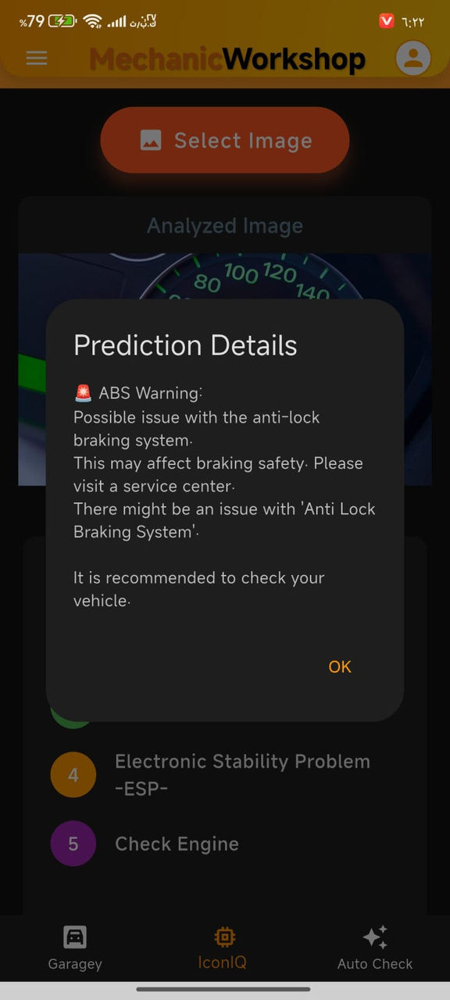 %79
٦:٢٢
MechanicWorkshop
Select Image
Analyzed Image
80 100 120 140
Prediction Details
🚨 ABS Warning:
Possible issue with the anti-lock
braking system.
This may affect braking safety. Please
visit a service center.
There might be an issue with 'Anti Lock
Braking System'.
It is recommended to check your
vehicle.
OK
4 Electronic Stability Problem
-ESP-
5 Check Engine
Garagey
IconIQ
Auto Check